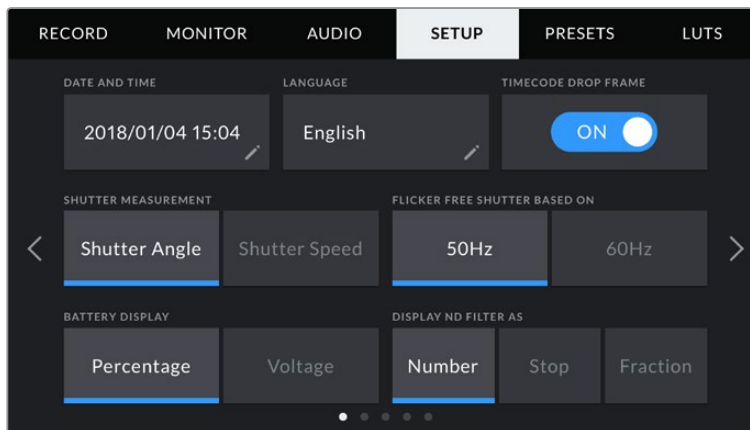 RECORD MONITOR AUDIO SETUP PRESETS LUTS
DATE AND TIME LANGUAGE TIMECODE DROP FRAME
2018/01/04 15:04 English ON
SHUTTER MEASUREMENT FLICKER FREE SHUTTER BASED ON
Shutter Angle Shutter Speed 50Hz 60Hz
BATTERY DISPLAY DISPLAY ND FILTER AS
Percentage Voltage Number Stop Fraction